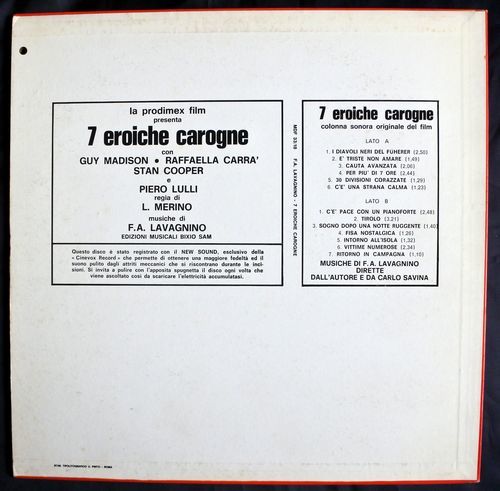 la prodimex film
presenta
7 eroiche carogne
con
GUY MADISON • RAFFAELLA CARRA'
STAN COOPER
e
PIERO LULLI
regia di
L. MERINO
musiche di
F.A. LAVAGNINO
EDIZIONI MUSICALI BIXIO SAM
Questo disco è stato registrato con il NEW SOUND, esclusivo della
« Cinevox Record » che permette di ottenere una maggiore fedeltà ed il
suono pulito dagli attriti meccanici che si riscontrano durante le inci-
sioni. Si invita a pulire con l'apposita spugnetta il disco ogni volta che
viene ascoltato così da scaricare l'elettricità accumulatasi.
MDF 33/19 F.A. LAVAGNINO - 7 EROICHE CAROGNE
7 eroiche carogne
colonna sonora originale del film
LATO A
1. I DIAVOLI NERI DEL FUHERER (2,50)
2. E' TRISTE NON AMARE (1,49)
3. CAUTA AVANZATA (2,06)
4. PER PIU' DI 7 ORE (2,44)
5. 30 DIVISIONI CORAZZATE (1,29)
6. C'E' UNA STRANA CALMA (1,23)
LATO B
1. C'E' PACE CON UN PIANOFORTE (2,48)
2. TIROLO (3,21)
3. SOGNO DOPO UNA NOTTE RUGGENTE (1,40)
4. FISA NOSTALGICA (1,26)
5. INTORNO ALL'ISOLA (1,32)
6. VITTIME NUMEROSE (2,34)
7. RITORNO IN CAMPAGNA (1,10)
MUSICHE DI F.A. LAVAGNINO
DIRETTE
DALL'AUTORE E DA CARLO SAVINA